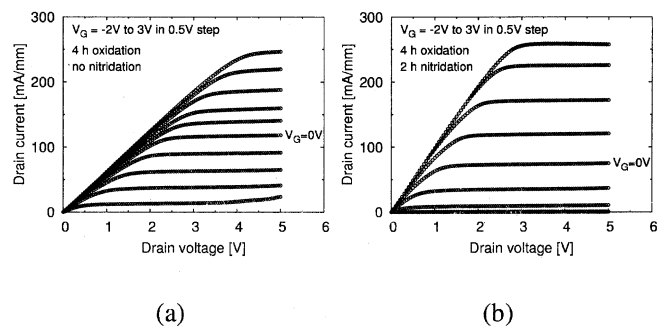 300
200
100
0
Drain current [mA/mm]
V_G = -2V to 3V in 0.5V step
4 h oxidation
no nitridation
V_G=0V
0 1 2 3 4 5 6
Drain voltage [V]
(a)
300
200
100
0
Drain current [mA/mm]
V_G = -2V to 3V in 0.5V step
4 h oxidation
2 h nitridation
V_G=0V
0 1 2 3 4 5 6
Drain voltage [V]
(b)